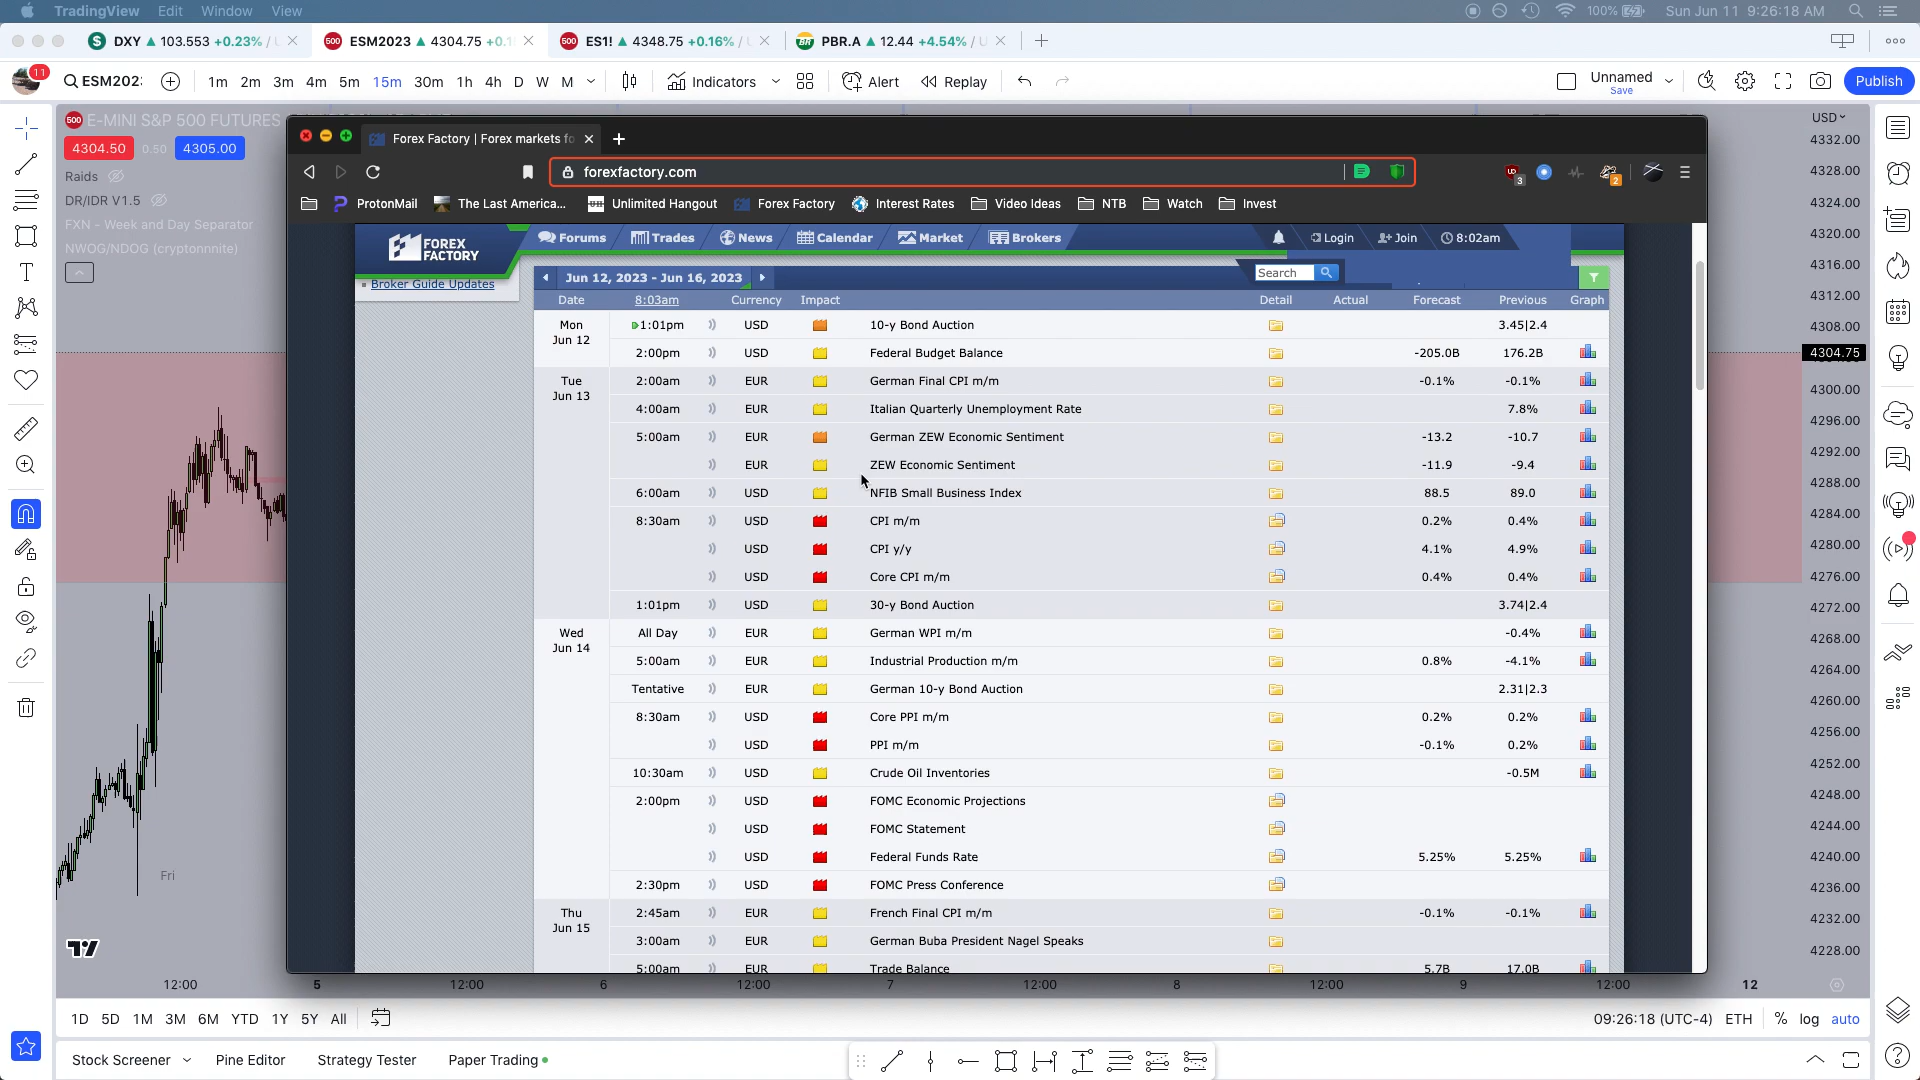 TradingView Edit Window View 100% Sun Jun 11 9:26:18 AM
S DXY 103.553 +0.23% /
500 ESM2023 4304.75 +0.1
500 ES1! 4348.75 +0.16% /
BR PBR.A 12.44 +4.54% / U
11 ESM202 1m 2m 3m 4m 5m 15m 30m 1h 4h D W M Indicators Alert Replay Unnamed Save Publish
500 E-MINI S&P 500 FUTURES
4304.50 0.50 4305.00
Raids
DR/IDR V1.5
FXN - Week and Day Separator
NWOG/NDOG (cryptonnnite)
Forex Factory | Forex markets fo
forexfactory.com
3 2
ProtonMail The Last America... Unlimited Hangout Forex Factory Interest Rates Video Ideas NTB Watch Invest
FOREX FACTORY
Forums Trades News Calendar Market Brokers Login Join 8:02am
Broker Guide Updates
Jun 12, 2023 - Jun 16, 2023 Search
Date 8:03am Currency Impact Detail Actual Forecast Previous Graph
Mon Jun 12 1:01pm USD 10-y Bond Auction 3.45|2.4
2:00pm USD Federal Budget Balance -205.0B 176.2B
Tue Jun 13 2:00am EUR German Final CPI m/m -0.1% -0.1%
4:00am EUR Italian Quarterly Unemployment Rate 7.8%
5:00am EUR German ZEW Economic Sentiment -13.2 -10.7
EUR ZEW Economic Sentiment -11.9 -9.4
6:00am USD NFIB Small Business Index 88.5 89.0
8:30am USD CPI m/m 0.2% 0.4%
USD CPI y/y 4.1% 4.9%
USD Core CPI m/m 0.4% 0.4%
1:01pm USD 30-y Bond Auction 3.74|2.4
Wed Jun 14 All Day EUR German WPI m/m -0.4%
5:00am EUR Industrial Production m/m 0.8% -4.1%
Tentative EUR German 10-y Bond Auction 2.31|2.3
8:30am USD Core PPI m/m 0.2% 0.2%
USD PPI m/m -0.1% 0.2%
10:30am USD Crude Oil Inventories -0.5M
2:00pm USD FOMC Economic Projections
USD FOMC Statement
USD Federal Funds Rate 5.25% 5.25%
2:30pm USD FOMC Press Conference
Thu Jun 15 2:45am EUR French Final CPI m/m -0.1% -0.1%
3:00am EUR German Buba President Nagel Speaks
5:00am EUR Trade Balance 5.7B 17.0B
USD
4332.00
4328.00
4324.00
4320.00
4316.00
4312.00
4308.00
4304.75
4300.00
4296.00
4292.00
4288.00
4284.00
4280.00
4276.00
4272.00
4268.00
4264.00
4260.00
4256.00
4252.00
4248.00
4244.00
4240.00
4236.00
4232.00
4228.00
Fri
12:00 5 12:00 6 12:00 7 12:00 8 12:00 9 12:00 12
1D 5D 1M 3M 6M YTD 1Y 5Y All 09:26:18 (UTC-4) ETH % log auto
Stock Screener Pine Editor Strategy Tester Paper Trading